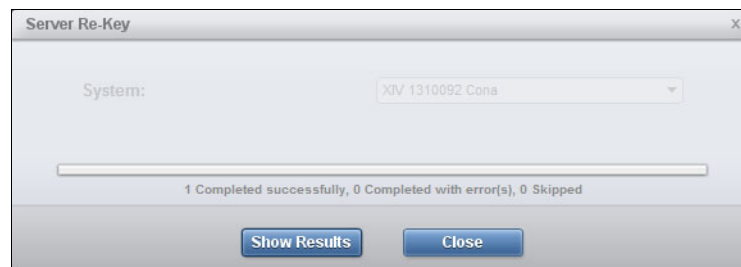 Server Re-Key x
System: XIV 1310092 Cona
1 Completed successfully, 0 Completed with error(s), 0 Skipped
Show Results Close